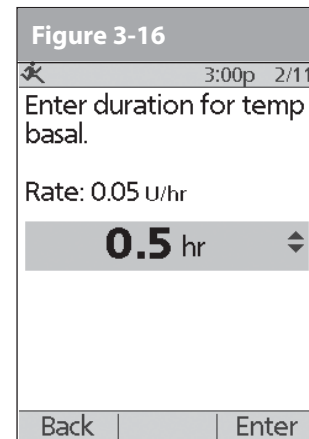 Figure 3-16
3:00p 2/11
Enter duration for temp
basal.
Rate: 0.05 U/hr
0.5 hr
Back Enter